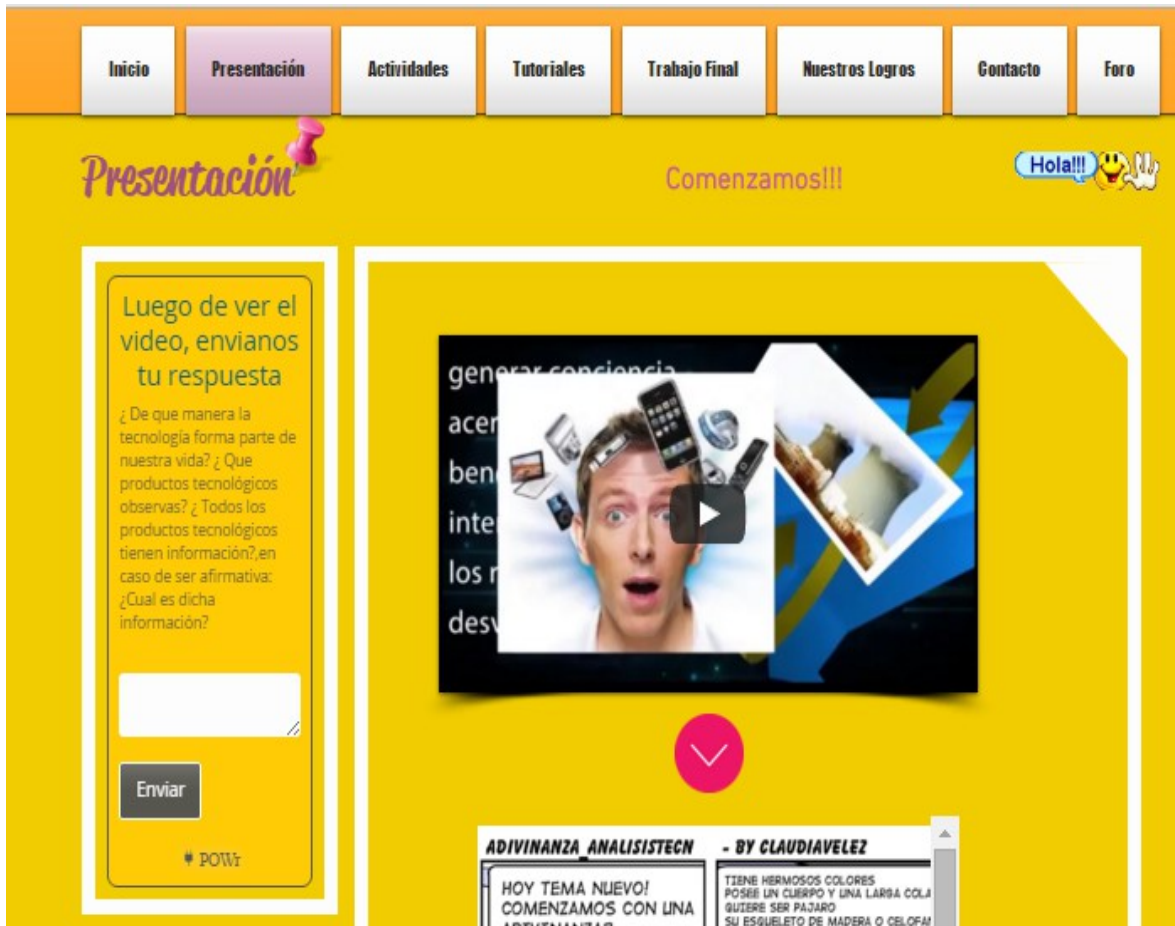 Inicio
Presentación
Actividades
Tutoriales
Trabajo Final
Nuestros Logros
Contacto
Foro
Presentación
Comenzamos!!!
Hola!!!
Luego de ver el
video, envianos
tu respuesta
¿ De que manera la
tecnología forma parte de
nuestra vida? ¿ Que
productos tecnológicos
observas? ¿ Todos los
productos tecnológicos
tienen información?,en
caso de ser afirmativa:
¿Cual es dicha
información?
Enviar
POWr
generar conciencia
acer
ben
inte
los r
desv
ADIVINANZA_ANALISISTECN
- BY CLAUDIAVELEZ
HOY TEMA NUEVO!
COMENZAMOS CON UNA
TIENE HERMOSOS COLORES
POSEE UN CUERPO Y UNA LARGA COLA
QUIERE SER PAJARO
SU ESQUELETO DE MADERA O